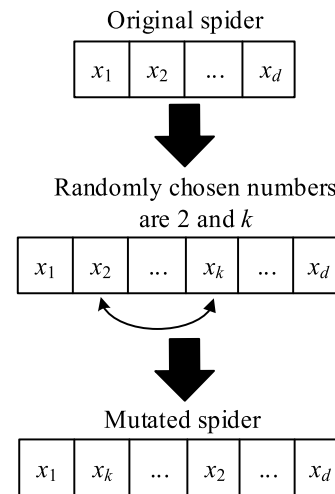 Original spider
x1 x2 ... xd
Randomly chosen numbers
are 2 and k
x1 x2 ... xk ... xd
Mutated spider
x1 xk ... x2 ... xd